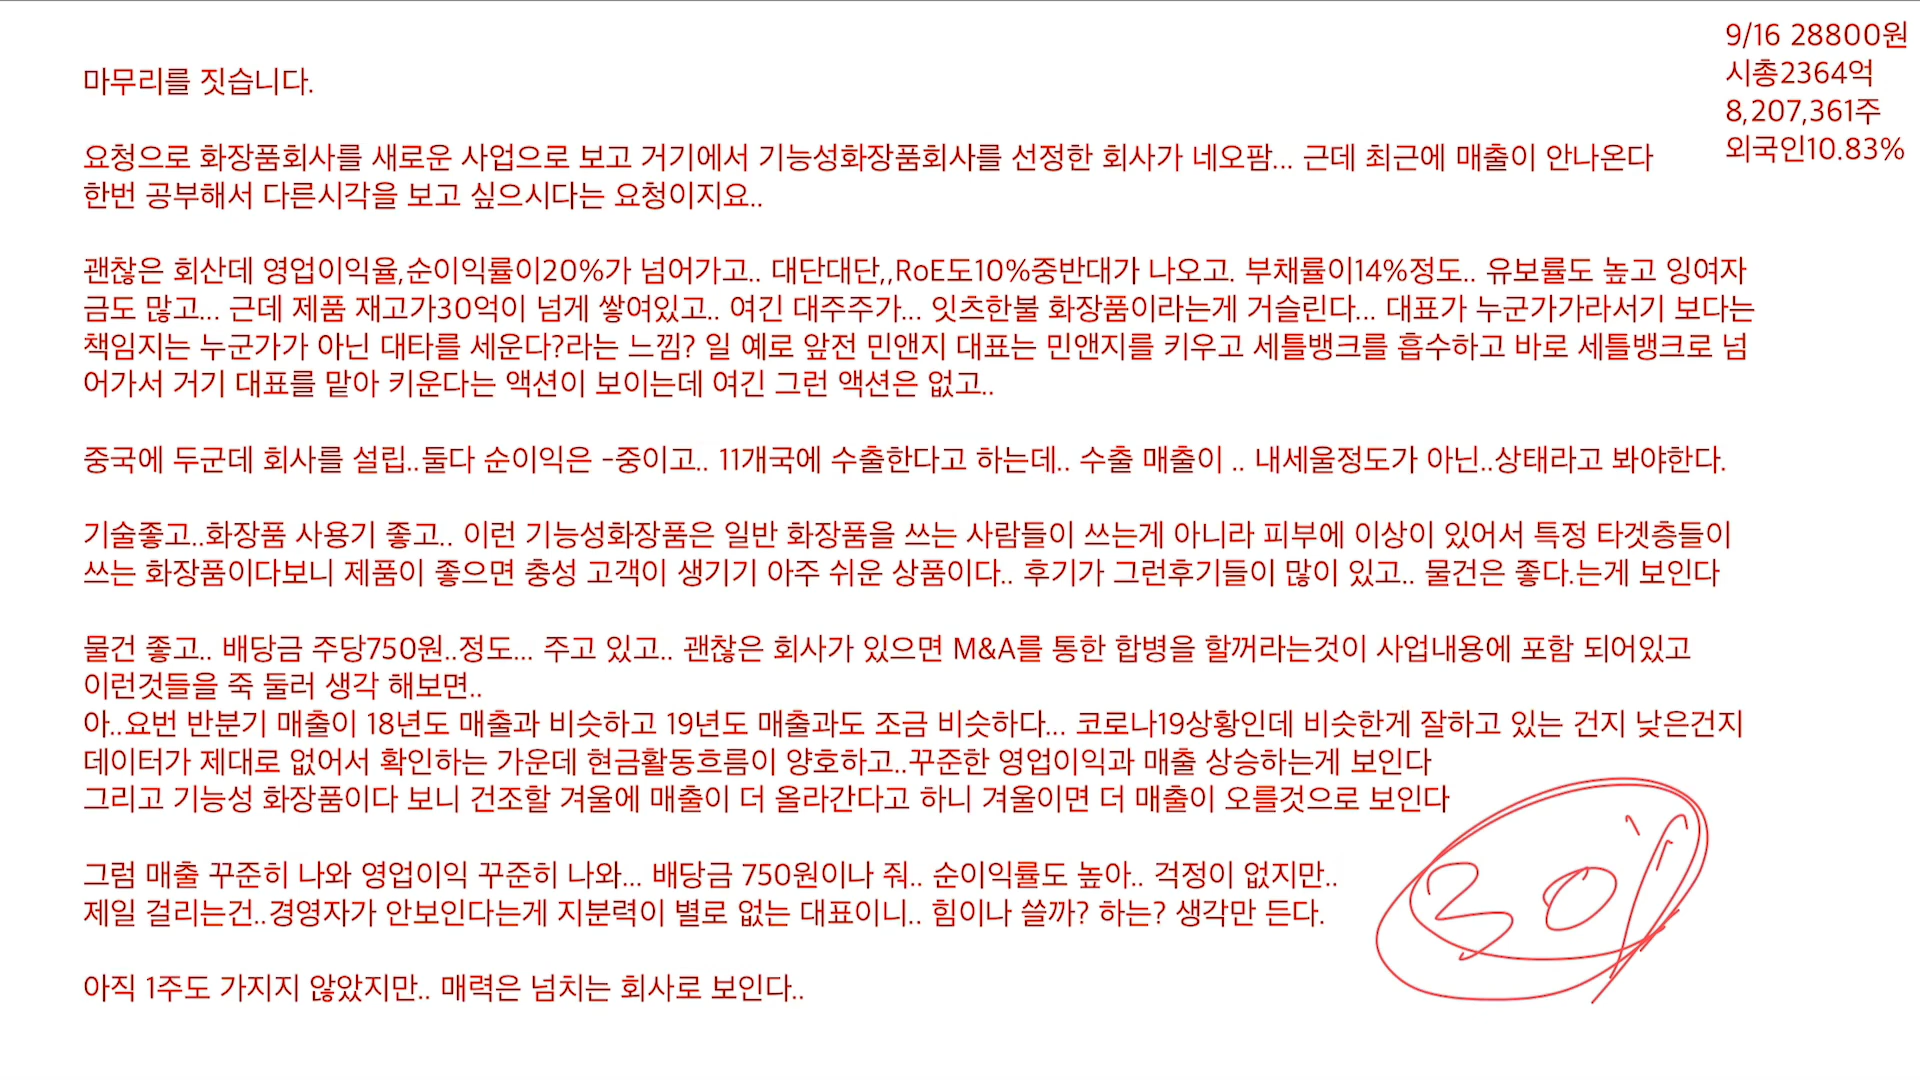 9/16 28800원
시총2364억
8,207,361주
외국인10.83%
마무리를 짓습니다.
요청으로 화장품회사를 새로운 사업으로 보고 거기에서 기능성화장품회사를 선정한 회사가 네오팜... 근데 최근에 매출이 안나온다
한번 공부해서 다른시각을 보고 싶으시다는 요청이지요..
괜찮은 회산데 영업이익율,순이익률이20%가 넘어가고.. 대단대단,,RoE도10%중반대가 나오고. 부채률이14%정도.. 유보률도 높고 잉여자
금도 많고... 근데 제품 재고가30억이 넘게 쌓여있고.. 여긴 대주주가... 잇츠한불 화장품이라는게 거슬린다... 대표가 누군가가라서기 보다는
책임지는 누군가가 아닌 대타를 세운다?라는 느낌? 일 예로 앞전 민앤지 대표는 민앤지를 키우고 세틀뱅크를 흡수하고 바로 세틀뱅크로 넘
어가서 거기 대표를 맡아 키운다는 액션이 보이는데 여긴 그런 액션은 없고..
중국에 두군데 회사를 설립..둘다 순이익은 -중이고.. 11개국에 수출한다고 하는데.. 수출 매출이 .. 내세울정도가 아닌..상태라고 봐야한다.
기술좋고..화장품 사용기 좋고.. 이런 기능성화장품은 일반 화장품을 쓰는 사람들이 쓰는게 아니라 피부에 이상이 있어서 특정 타겟층들이
쓰는 화장품이다보니 제품이 좋으면 충성 고객이 생기기 아주 쉬운 상품이다.. 후기가 그런후기들이 많이 있고.. 물건은 좋다.는게 보인다
물건 좋고.. 배당금 주당750원..정도... 주고 있고.. 괜찮은 회사가 있으면 M&A를 통한 합병을 할꺼라는것이 사업내용에 포함 되어있고
이런것들을 죽 둘러 생각 해보면..
아..요번 반분기 매출이 18년도 매출과 비슷하고 19년도 매출과도 조금 비슷하다... 코로나19상황인데 비슷한게 잘하고 있는 건지 낮은건지
데이터가 제대로 없어서 확인하는 가운데 현금활동흐름이 양호하고..꾸준한 영업이익과 매출 상승하는게 보인다
그리고 기능성 화장품이다 보니 건조할 겨울에 매출이 더 올라간다고 하니 겨울이면 더 매출이 오를것으로 보인다
그럼 매출 꾸준히 나와 영업이익 꾸준히 나와... 배당금 750원이나 줘.. 순이익률도 높아.. 걱정이 없지만..
제일 걸리는건..경영자가 안보인다는게 지분력이 별로 없는 대표이니.. 힘이나 쓸까? 하는? 생각만 든다.
아직 1주도 가지지 않았지만.. 매력은 넘치는 회사로 보인다..
30%